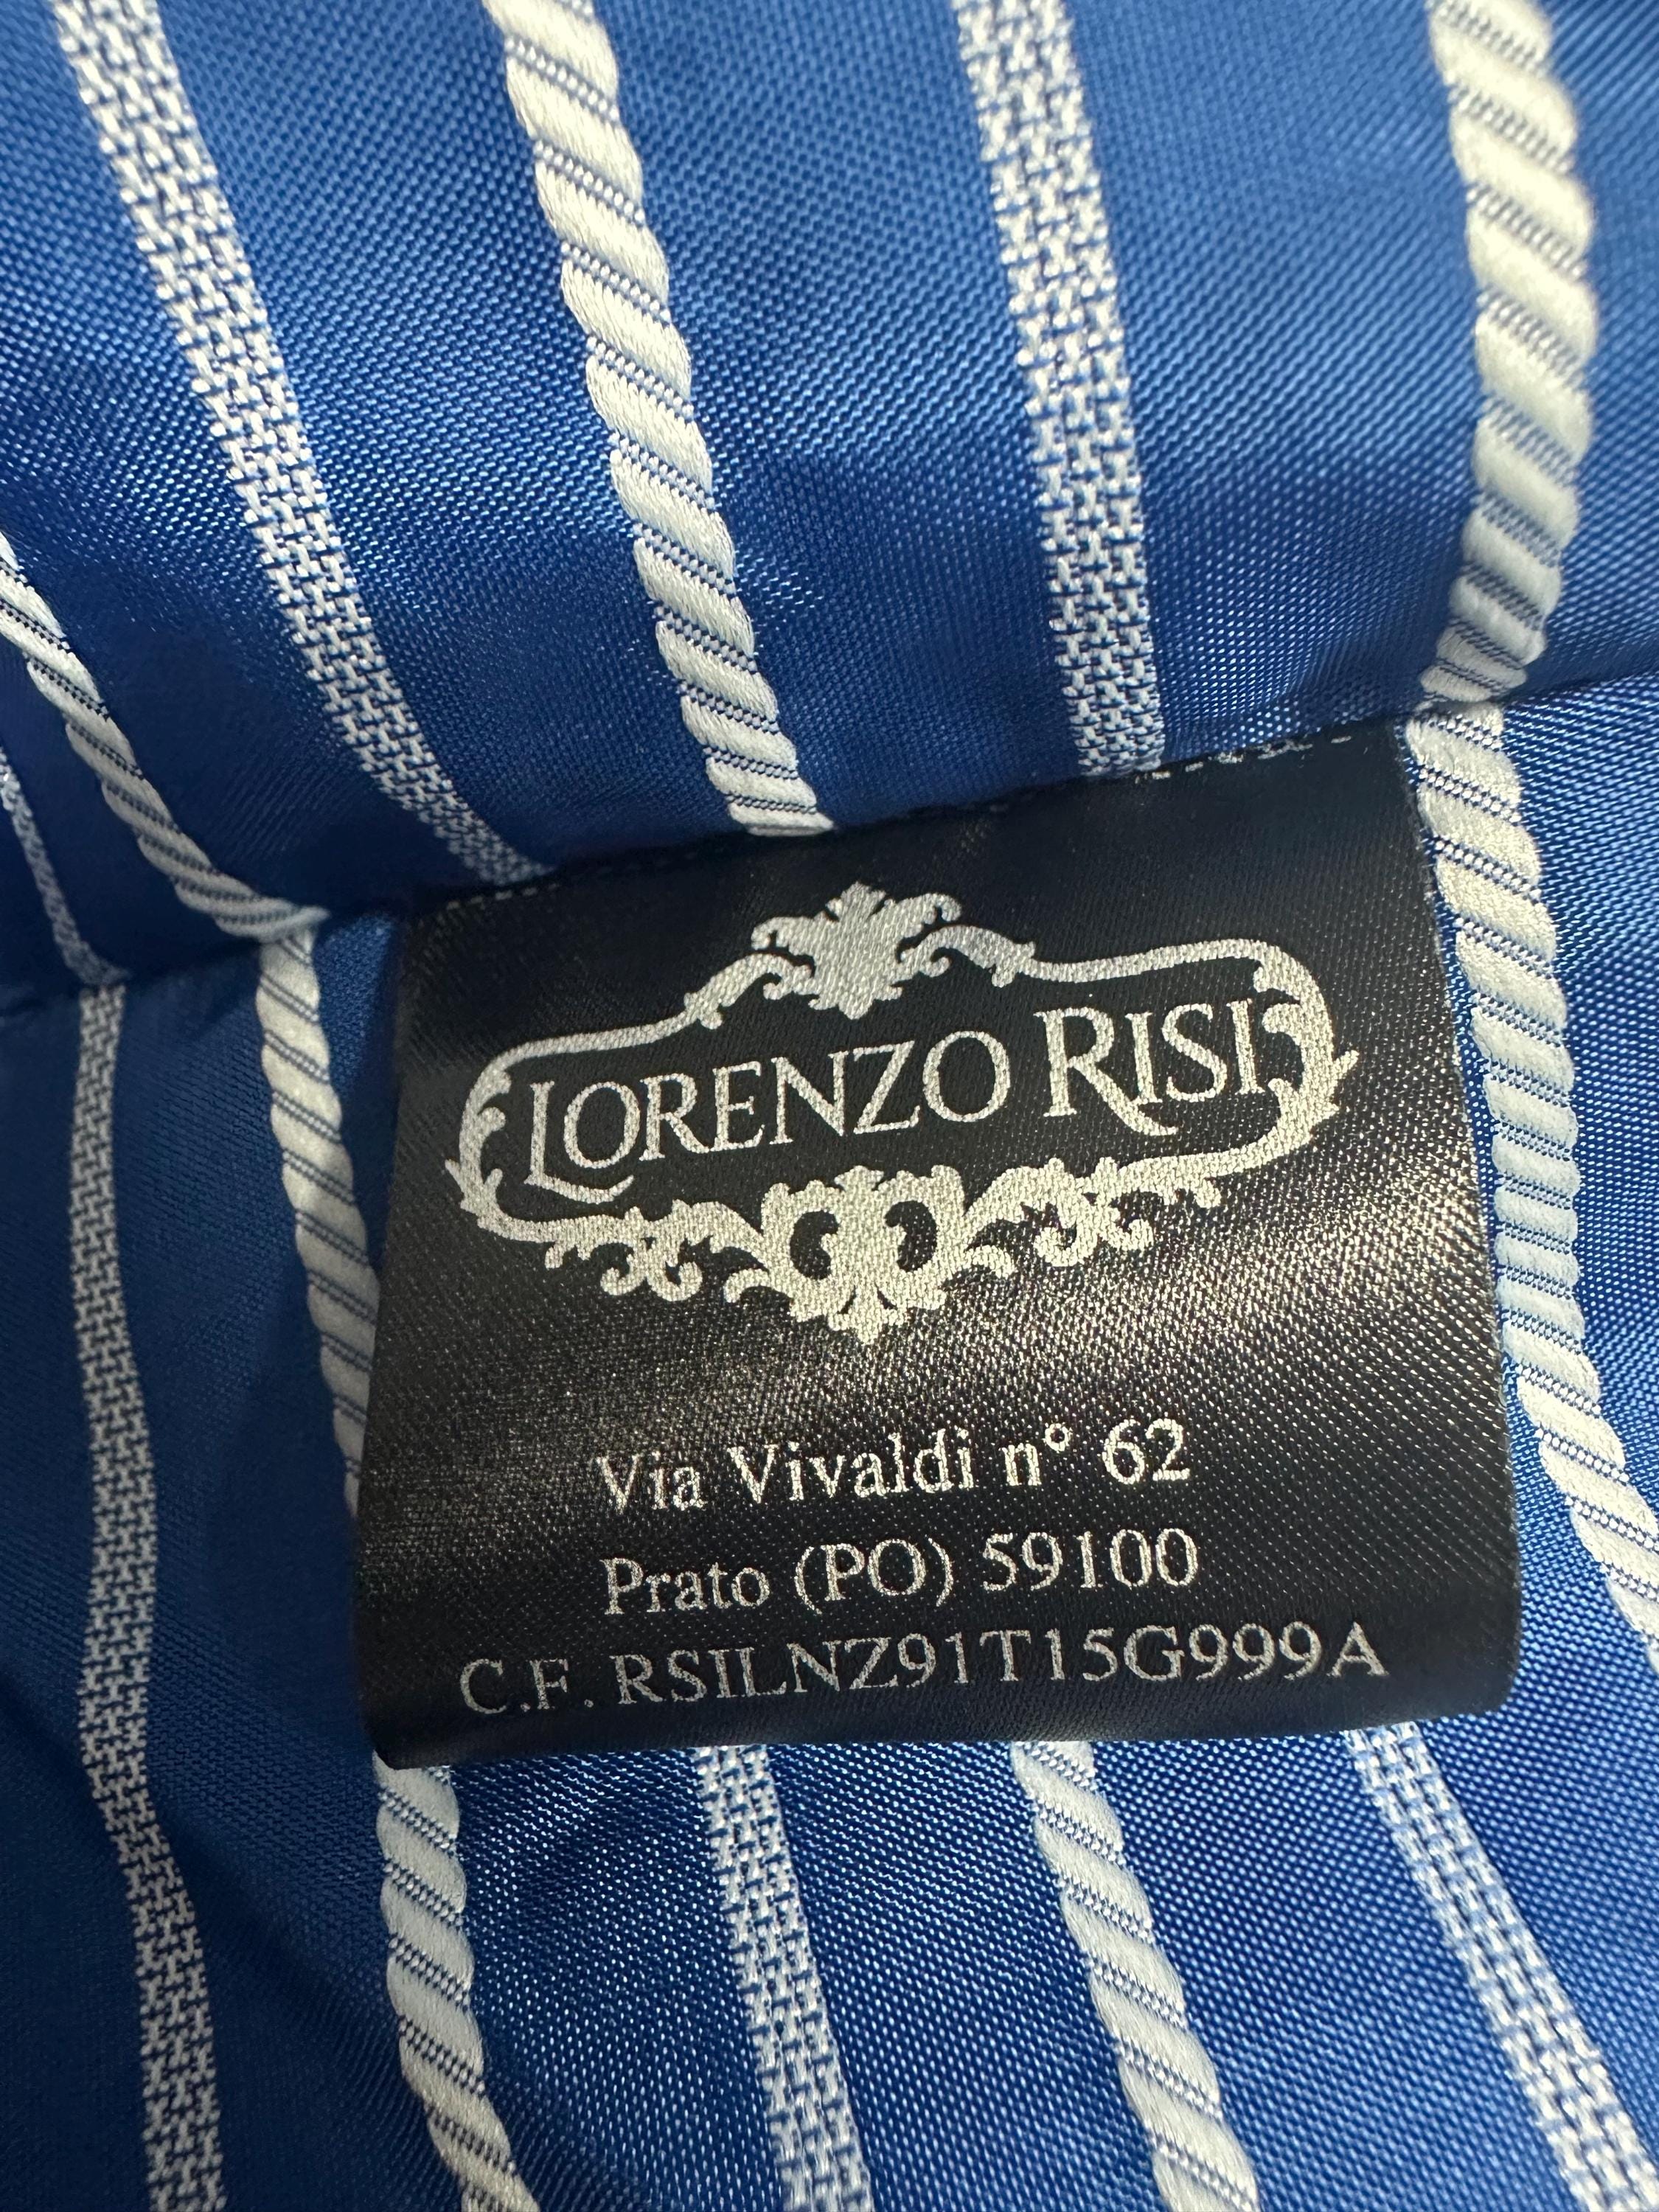 LORENZO RISI
Via Vivaldi n° 62
Prato (PO) 59100
C.F. RSILNZ91T15G999A